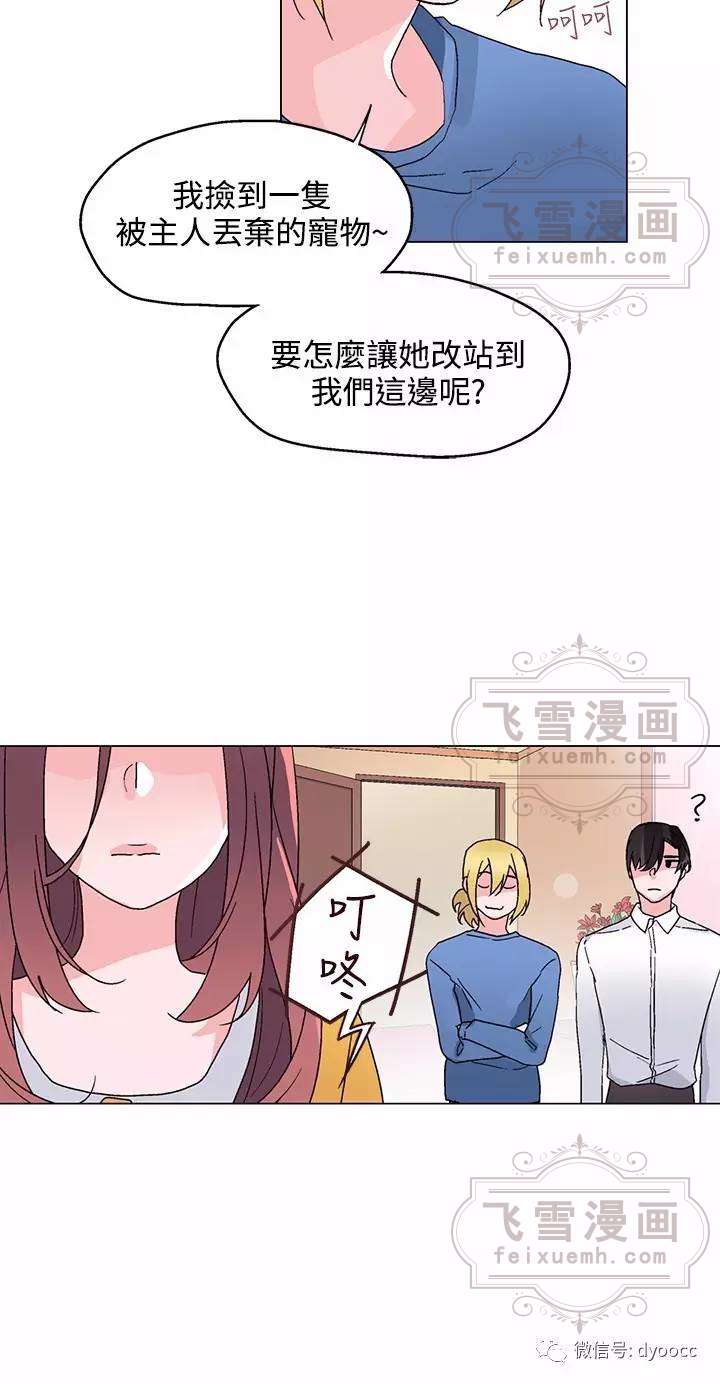 呵呵
我撿到一隻
被主人丟棄的寵物~
飞雪漫画
feixuemh.com
要怎麼讓她改站到
我們這邊呢?
飞雪漫画
feixuemh.com
?
叮咚
飞雪漫画
feixuemh.com
微信号: dyoocc